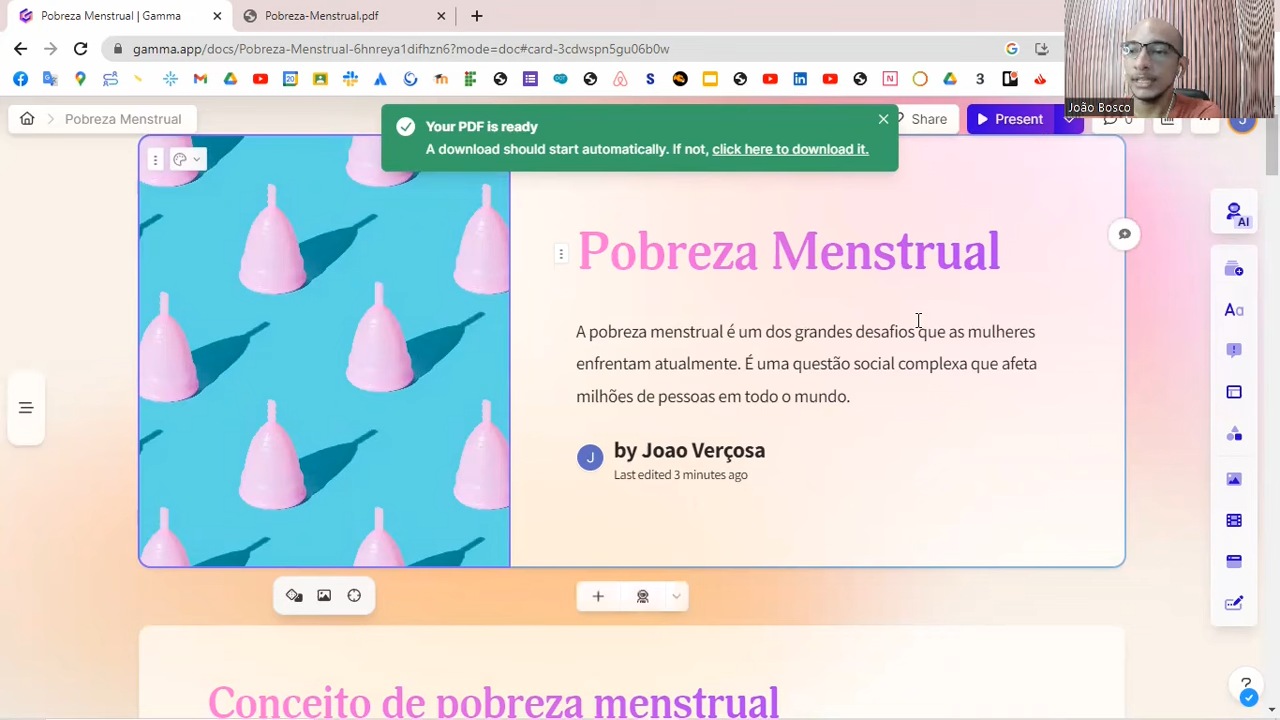 Pobreza Menstrual | Gamma
Pobreza-Menstrual.pdf
gamma.app/docs/Pobreza-Menstrual-6hnreya1difhzn6?mode=doc#card-3cdwspn5gu06b0w
João Bosco
Pobreza Menstrual
Your PDF is ready
A download should start automatically. If not, click here to download it.
Share
Present
AI
Aa
Pobreza Menstrual
A pobreza menstrual é um dos grandes desafios que as mulheres
enfrentam atualmente. É uma questão social complexa que afeta
milhões de pessoas em todo o mundo.
J
by Joao Verçosa
Last edited 3 minutes ago
Conceito de pobreza menstrual